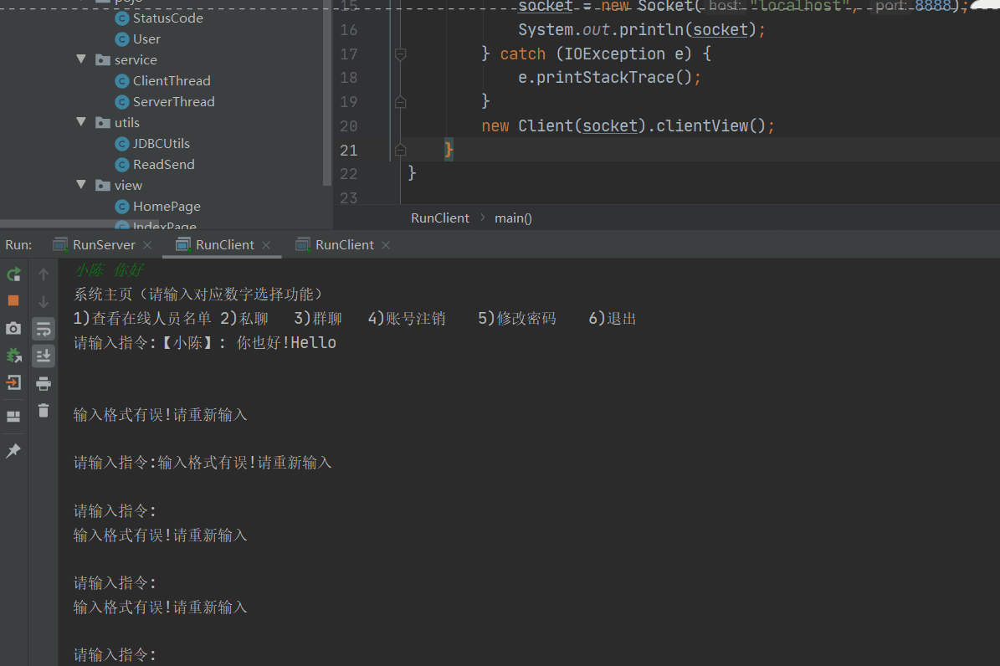 StatusCode
User
service
ClientThread
ServerThread
utils
JDBCUtils
ReadSend
view
HomePage
IndexPage
15 socket = new Socket( host: "localhost", port: 8888);
16 System.out.println(socket);
17 } catch (IOException e) {
18 e.printStackTrace();
19 }
20 new Client(socket).clientView();
21 }
22 }
23
RunClient > main()
Run: RunServer × RunClient × RunClient ×
小陈 你好
系统主页（请输入对应数字选择功能）
1)查看在线人员名单 2)私聊 3)群聊 4)账号注销 5)修改密码 6)退出
请输入指令:【小陈】: 你也好!Hello
输入格式有误!请重新输入
请输入指令:输入格式有误!请重新输入
请输入指令:
输入格式有误!请重新输入
请输入指令:
输入格式有误!请重新输入
请输入指令: